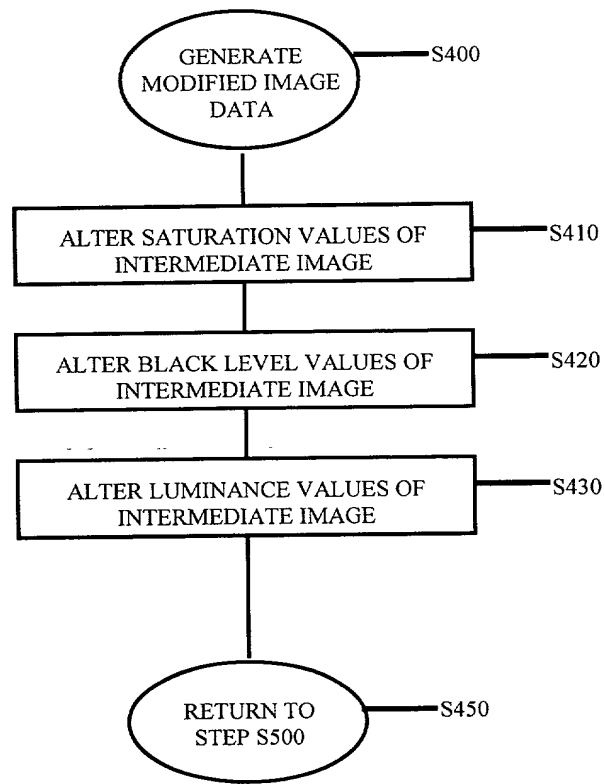 GENERATE
MODIFIED IMAGE
DATA
S400
ALTER SATURATION VALUES OF
INTERMEDIATE IMAGE
S410
ALTER BLACK LEVEL VALUES OF
INTERMEDIATE IMAGE
S420
ALTER LUMINANCE VALUES OF
INTERMEDIATE IMAGE
S430
RETURN TO
STEP S500
S450